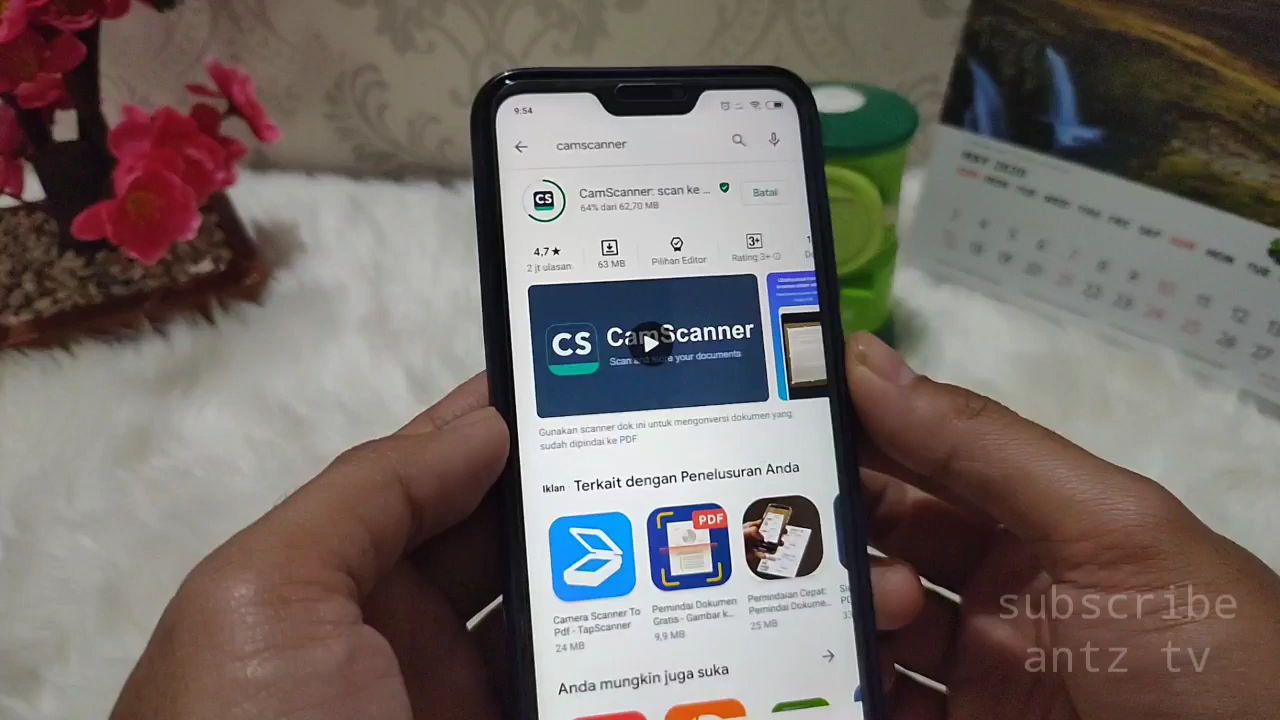 9:54
camscanner
CS
CamScanner: scan ke ...
Batal
64% dari 62,70 MB
4,7★
2 jt ulasan
63 MB
Pilihan Editor
3+
Rating 3+
CS CamScanner
Scan and your documents
Gunakan scanner dok ini untuk mengonversi dokumen yang
sudah dipindai ke PDF
Iklan · Terkait dengan Penelusuran Anda
PDF
Camera Scanner To
Pdf - TapScanner
24 MB
Pemindai Dokumen
Gratis - Gambar k...
9,9 MB
Pemindaian Cepat:
Pemindai Dokume...
25 MB
Anda mungkin juga suka
subscribe
antz tv